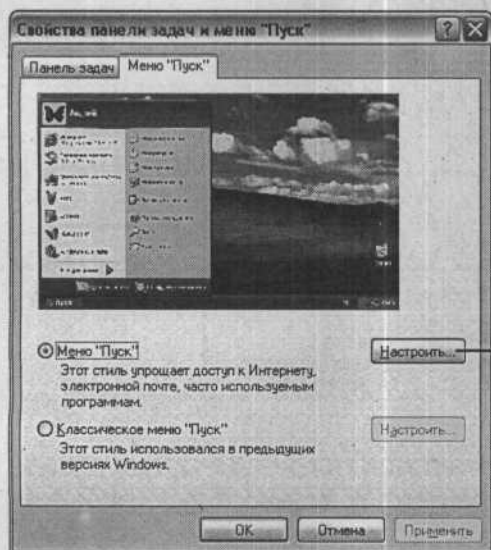 Свойства панели задач и меню "Пуск"
Панель задач
Меню "Пуск"
Меню "Пуск"
Настроить...
Этот стиль упрощает доступ к Интернету,
электронной почте, часто используемым
программам.
Классическое меню "Пуск"
Настроить...
Этот стиль использовался в предыдущих
версиях Windows.
OK
Отмена
Применить